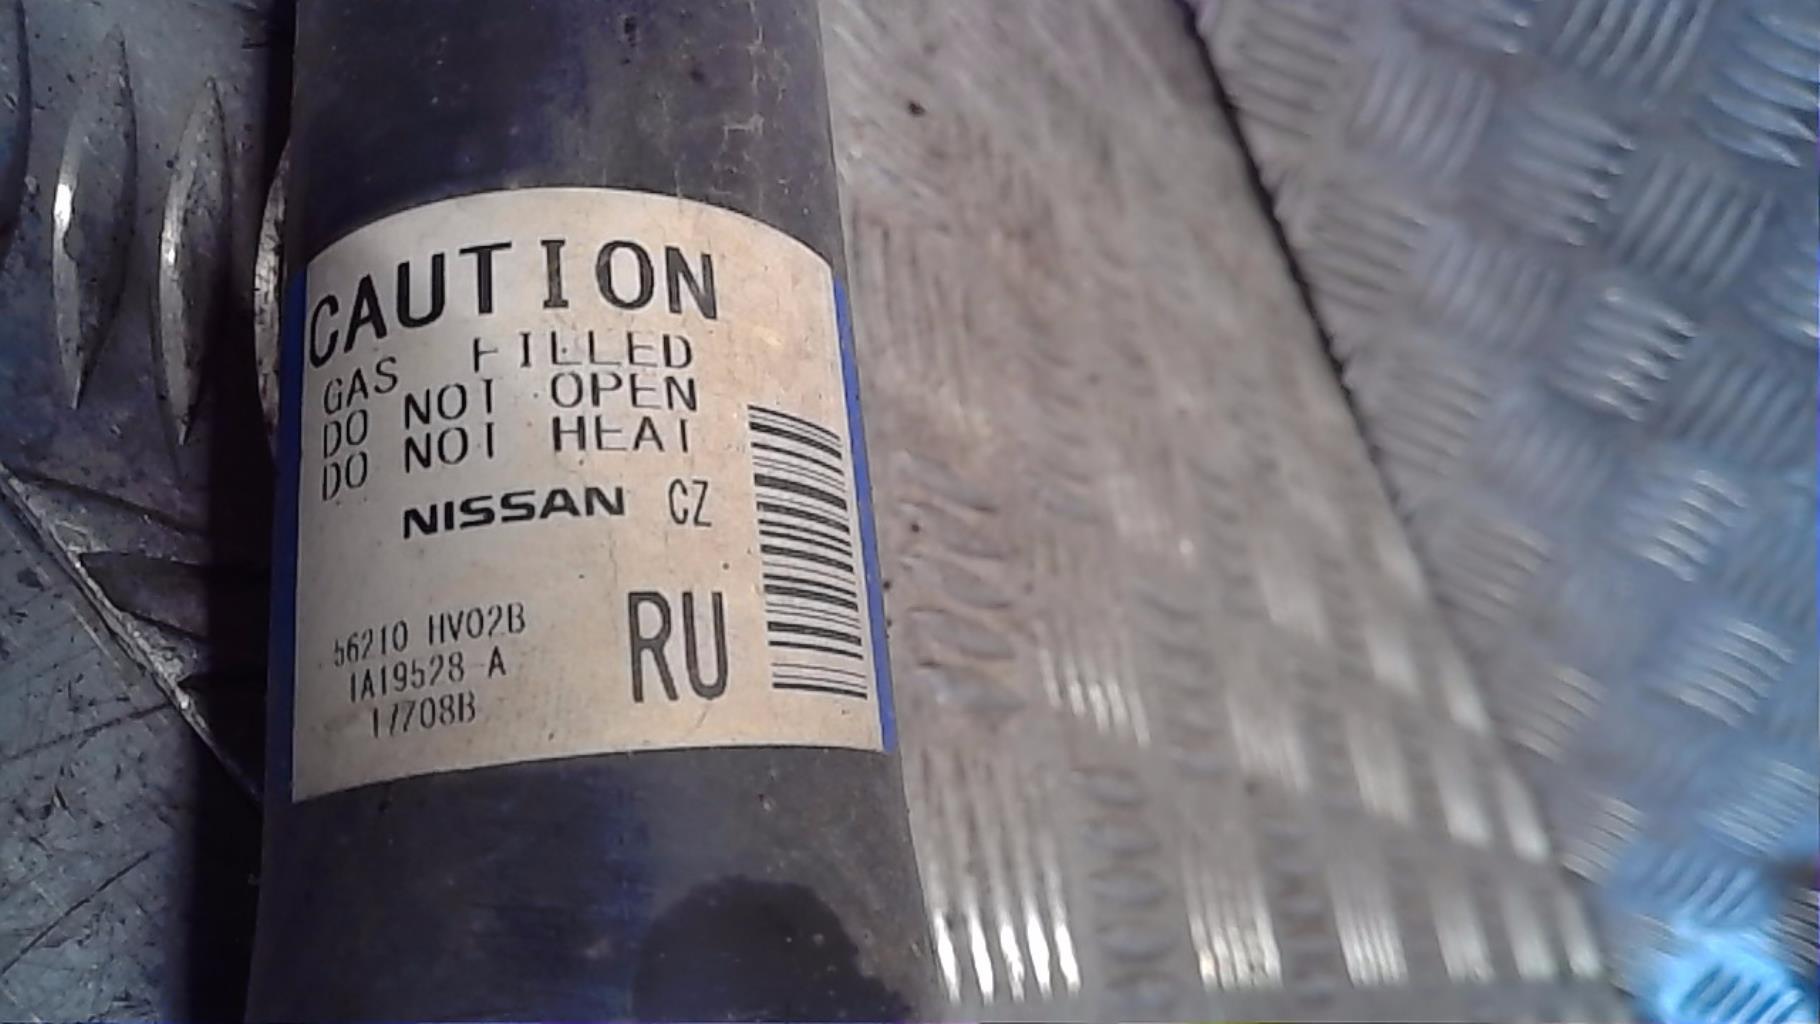 CAUTION
GAS FILLED
DO NOT OPEN
DO NOT HEAT
NISSAN CZ
RU
56210 HV02B
1A19528-A
17708B